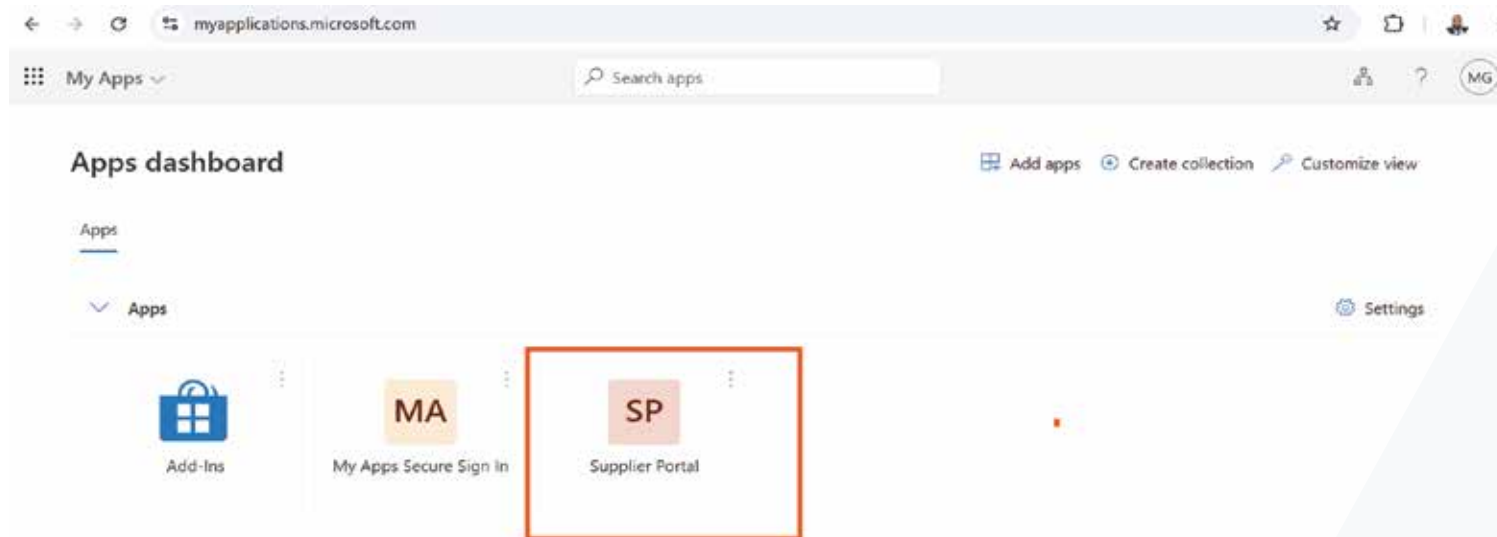 myapplications.microsoft.com
My Apps
Search apps
?
MG
Apps dashboard
Add apps
Create collection
Customize view
Apps
Apps
Settings
MA
SP
Add-Ins
My Apps Secure Sign In
Supplier Portal